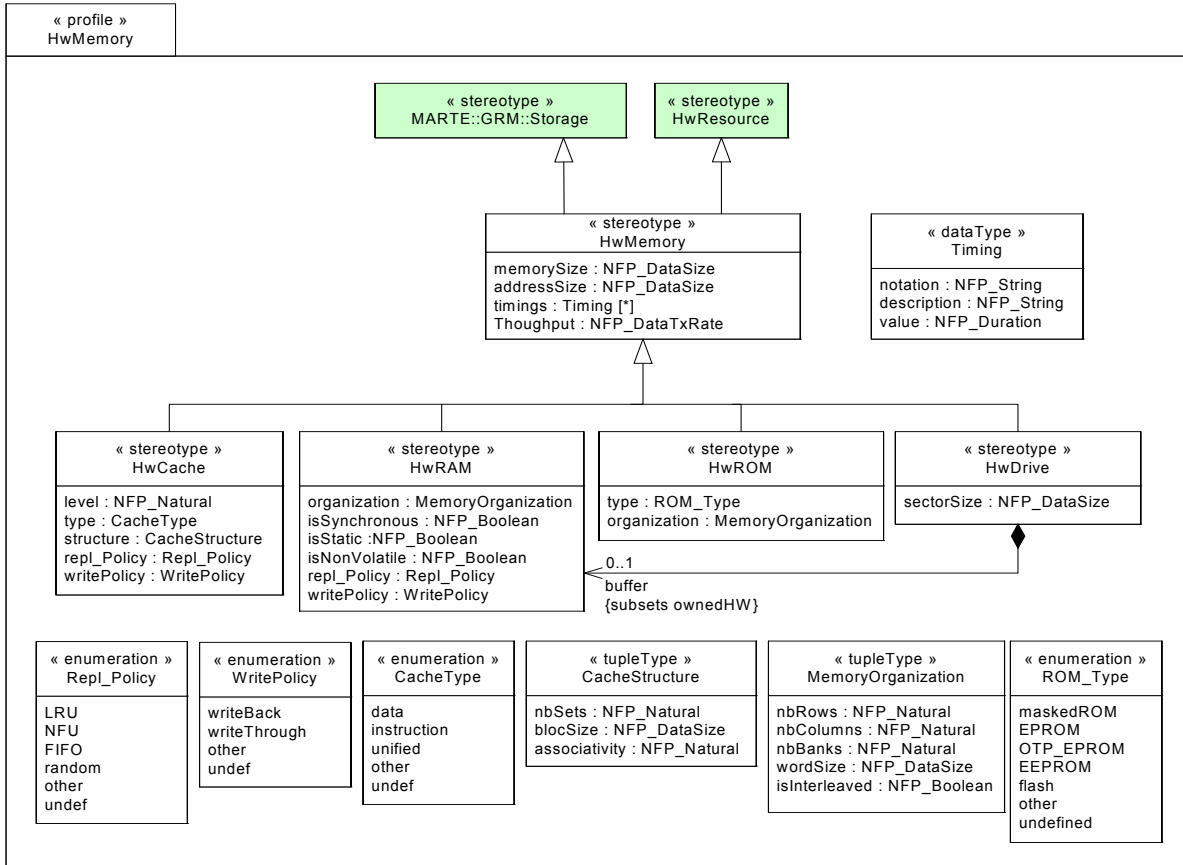 « profile »
HwMemory
« stereotype »
MARTE::GRM::Storage
« stereotype »
HwResource
« stereotype »
HwMemory
memorySize : NFP_DataSize
addressSize : NFP_DataSize
timings : Timing [*]
Thoughput : NFP_DataTxRate
« dataType »
Timing
notation : NFP_String
description : NFP_String
value : NFP_Duration
« stereotype »
HwCache
level : NFP_Natural
type : CacheType
structure : CacheStructure
repl_Policy : Repl_Policy
writePolicy : WritePolicy
« stereotype »
HwRAM
organization : MemoryOrganization
isSynchronous : NFP_Boolean
isStatic :NFP_Boolean
isNonVolatile : NFP_Boolean
repl_Policy : Repl_Policy
writePolicy : WritePolicy
« stereotype »
HwROM
type : ROM_Type
organization : MemoryOrganization
« stereotype »
HwDrive
sectorSize : NFP_DataSize
0..1
buffer
{subsets ownedHW}
« enumeration »
Repl_Policy
LRU
NFU
FIFO
random
other
undef
« enumeration »
WritePolicy
writeBack
writeThrough
other
undef
« enumeration »
CacheType
data
instruction
unified
other
undef
« tupleType »
CacheStructure
nbSets : NFP_Natural
blocSize : NFP_DataSize
associativity : NFP_Natural
« tupleType »
MemoryOrganization
nbRows : NFP_Natural
nbColumns : NFP_Natural
nbBanks : NFP_Natural
wordSize : NFP_DataSize
isInterleaved : NFP_Boolean
« enumeration »
ROM_Type
maskedROM
EPROM
OTP_EPROM
EEPROM
flash
other
undefined